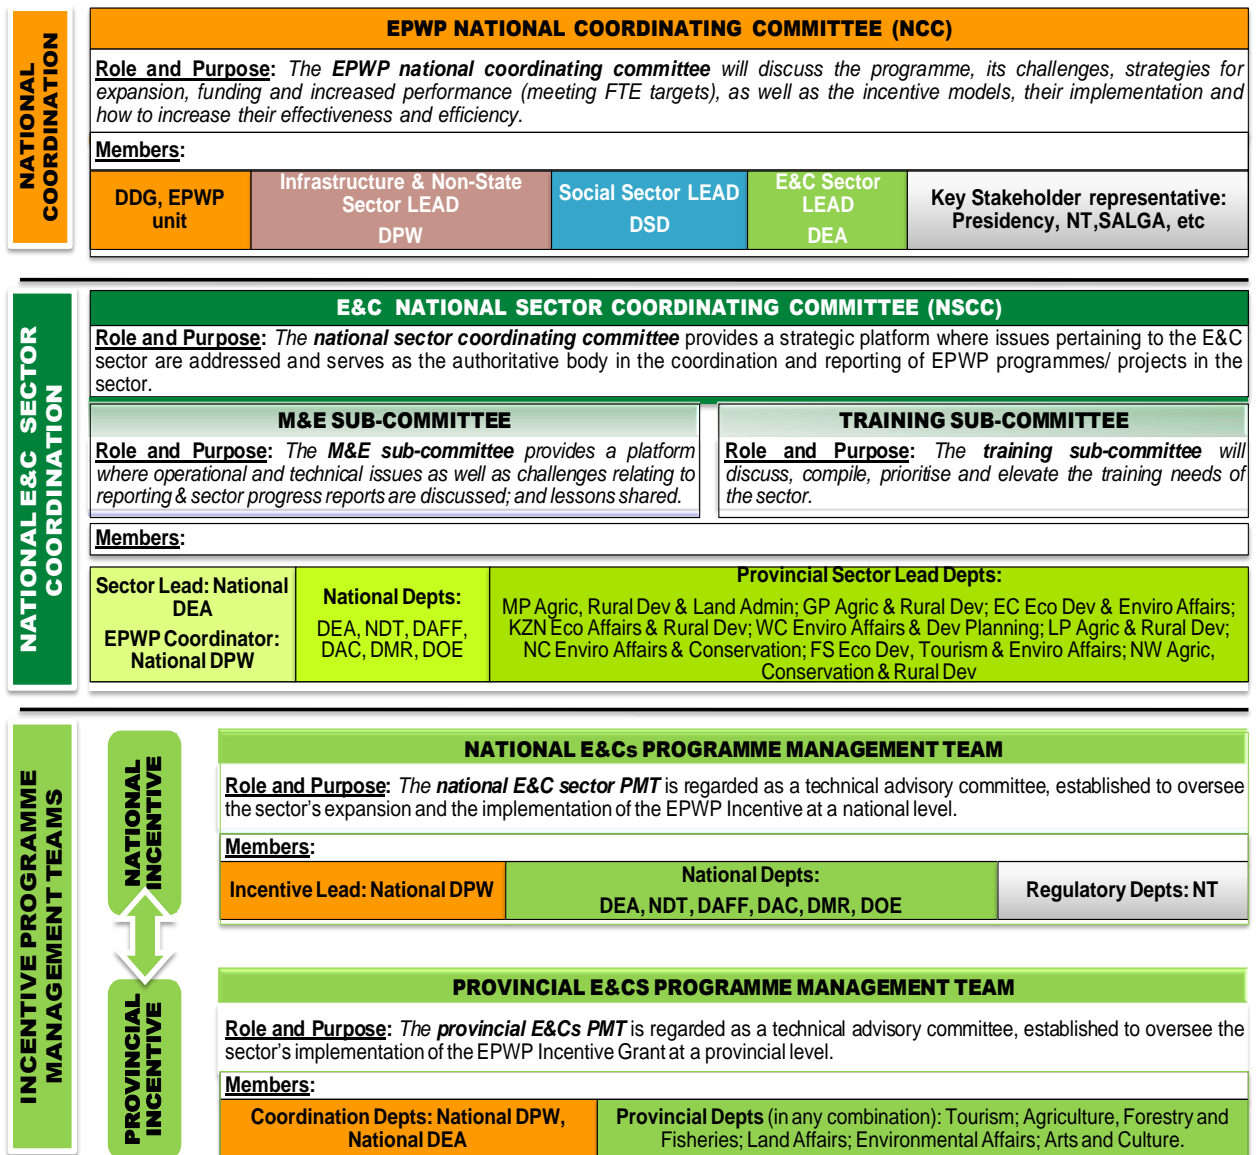 NATIONAL
COORDINATION
EPWP NATIONAL COORDINATING COMMITTEE (NCC)
Role and Purpose: The EPWP national coordinating committee will discuss the programme, its challenges, strategies for
expansion, funding and increased performance (meeting FTE targets), as well as the incentive models, their implementation and
how to increase their effectiveness and efficiency.
Members:
DDG, EPWP
unit
Infrastructure & Non-State
Sector LEAD
DPW
Social Sector LEAD
DSD
E&C Sector
LEAD
DEA
Key Stakeholder representative:
Presidency, NT,SALGA, etc
NATIONAL E&C SECTOR
COORDINATION
E&C NATIONAL SECTOR COORDINATING COMMITTEE (NSCC)
Role and Purpose: The national sector coordinating committee provides a strategic platform where issues pertaining to the E&C
sector are addressed and serves as the authoritative body in the coordination and reporting of EPWP programmes/ projects in the
sector.
M&E SUB-COMMITTEE
Role and Purpose: The M&E sub-committee provides a platform
where operational and technical issues as well as challenges relating to
reporting & sector progress reports are discussed; and lessons shared.
TRAINING SUB-COMMITTEE
Role and Purpose: The training sub-committee will
discuss, compile, prioritise and elevate the training needs of
the sector.
Members:
Sector Lead: National
DEA
EPWP Coordinator:
National DPW
National Depts:
DEA, NDT, DAFF,
DAC, DMR, DOE
Provincial Sector Lead Depts:
MP Agric, Rural Dev & Land Admin; GP Agric & Rural Dev; EC Eco Dev & Enviro Affairs;
KZN Eco Affairs & Rural Dev; WC Enviro Affairs & Dev Planning; LP Agric & Rural Dev;
NC Enviro Affairs & Conservation; FS Eco Dev, Tourism & Enviro Affairs; NW Agric,
Conservation & Rural Dev
INCENTIVE PROGRAMME
MANAGEMENT TEAMS
NATIONAL
INCENTIVE
NATIONAL E&Cs PROGRAMME MANAGEMENT TEAM
Role and Purpose: The national E&C sector PMT is regarded as a technical advisory committee, established to oversee
the sector's expansion and the implementation of the EPWP Incentive at a national level.
Members:
Incentive Lead: National DPW
National Depts:
DEA, NDT, DAFF, DAC, DMR, DOE
Regulatory Depts: NT
PROVINCIAL
INCENTIVE
PROVINCIAL E&CS PROGRAMME MANAGEMENT TEAM
Role and Purpose: The provincial E&Cs PMT is regarded as a technical advisory committee, established to oversee the
sector's implementation of the EPWP Incentive Grant at a provincial level.
Members:
Coordination Depts: National DPW,
National DEA
Provincial Depts (in any combination): Tourism; Agriculture, Forestry and
Fisheries; Land Affairs; Environmental Affairs; Arts and Culture.